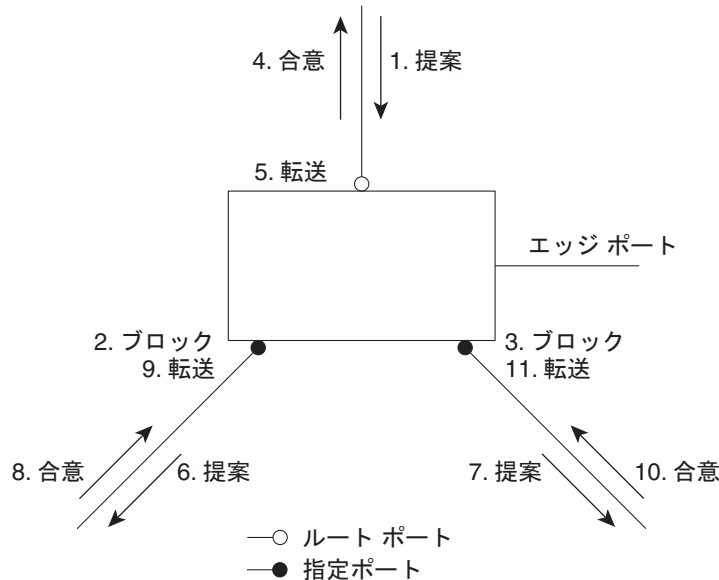 4. 合意
1. 提案
5. 転送
エッジ ポート
2. ブロック
9. 転送
3. ブロック
11. 転送
8. 合意
6. 提案
7. 提案
10. 合意
ルート ポート
指定ポート